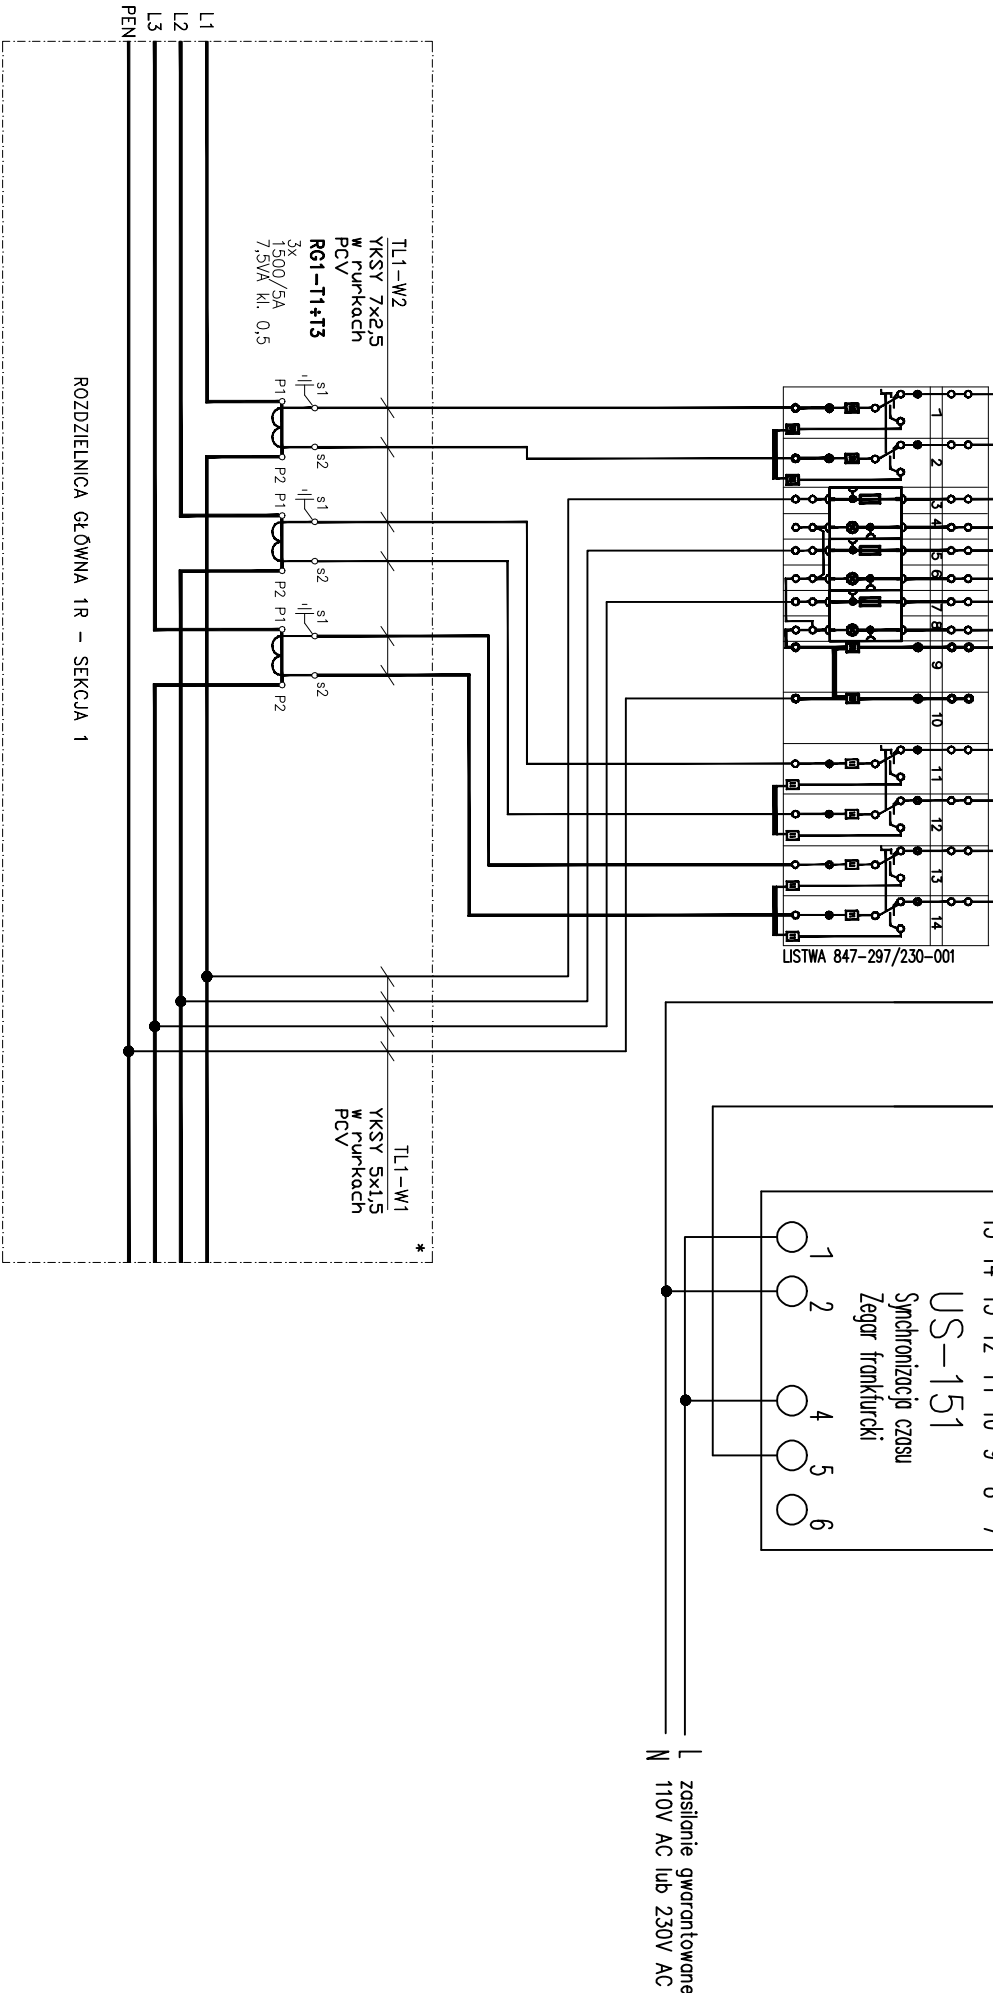 L1
L2
L3
PEN
TL1-W2
YKSY 7x2,5
w rurkach
PCV
RG1-T1÷T3
3x
1500/5A
7,5VA kl. 0,5
P1
s1
s2
P2
P1
s1
s2
P2
P1
s1
s2
P2
ROZDZIELNICA GŁÓWNA 1R - SEKCJA 1
TL1-W1
YKSY 5x1,5
w rurkach
PCV
*
1
2
3
4
5
6
7
8
9
10
11
12
13
14
LISTWA 847-297/230-001
US-151
Synchronizacja czasu
Zegar frankfurcki
1
2
4
5
6
L zasilanie gwarantowane
N 110V AC lub 230V AC